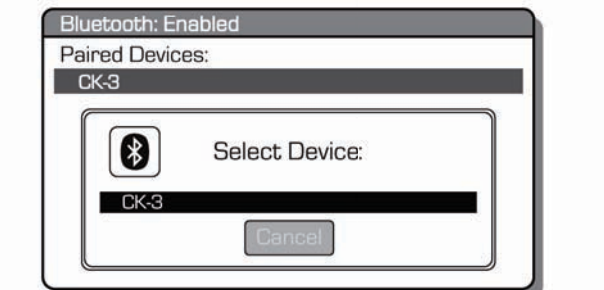 Bluetooth: Enabled
Paired Devices:
CK-3
Select Device:
CK-3
Cancel